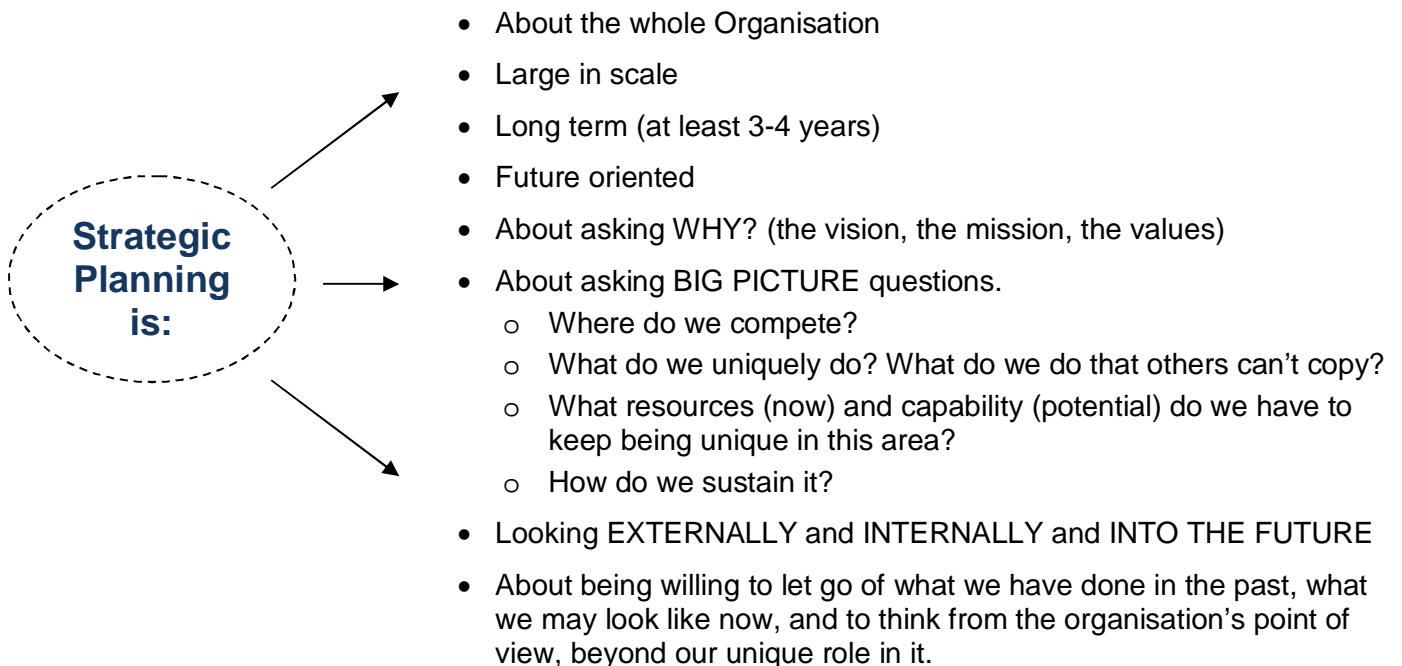 Strategic
Planning
is:
• About the whole Organisation
• Large in scale
• Long term (at least 3-4 years)
• Future oriented
• About asking WHY? (the vision, the mission, the values)
• About asking BIG PICTURE questions.
o Where do we compete?
o What do we uniquely do? What do we do that others can’t copy?
o What resources (now) and capability (potential) do we have to
keep being unique in this area?
o How do we sustain it?
• Looking EXTERNALLY and INTERNALLY and INTO THE FUTURE
• About being willing to let go of what we have done in the past, what
we may look like now, and to think from the organisation’s point of
view, beyond our unique role in it.